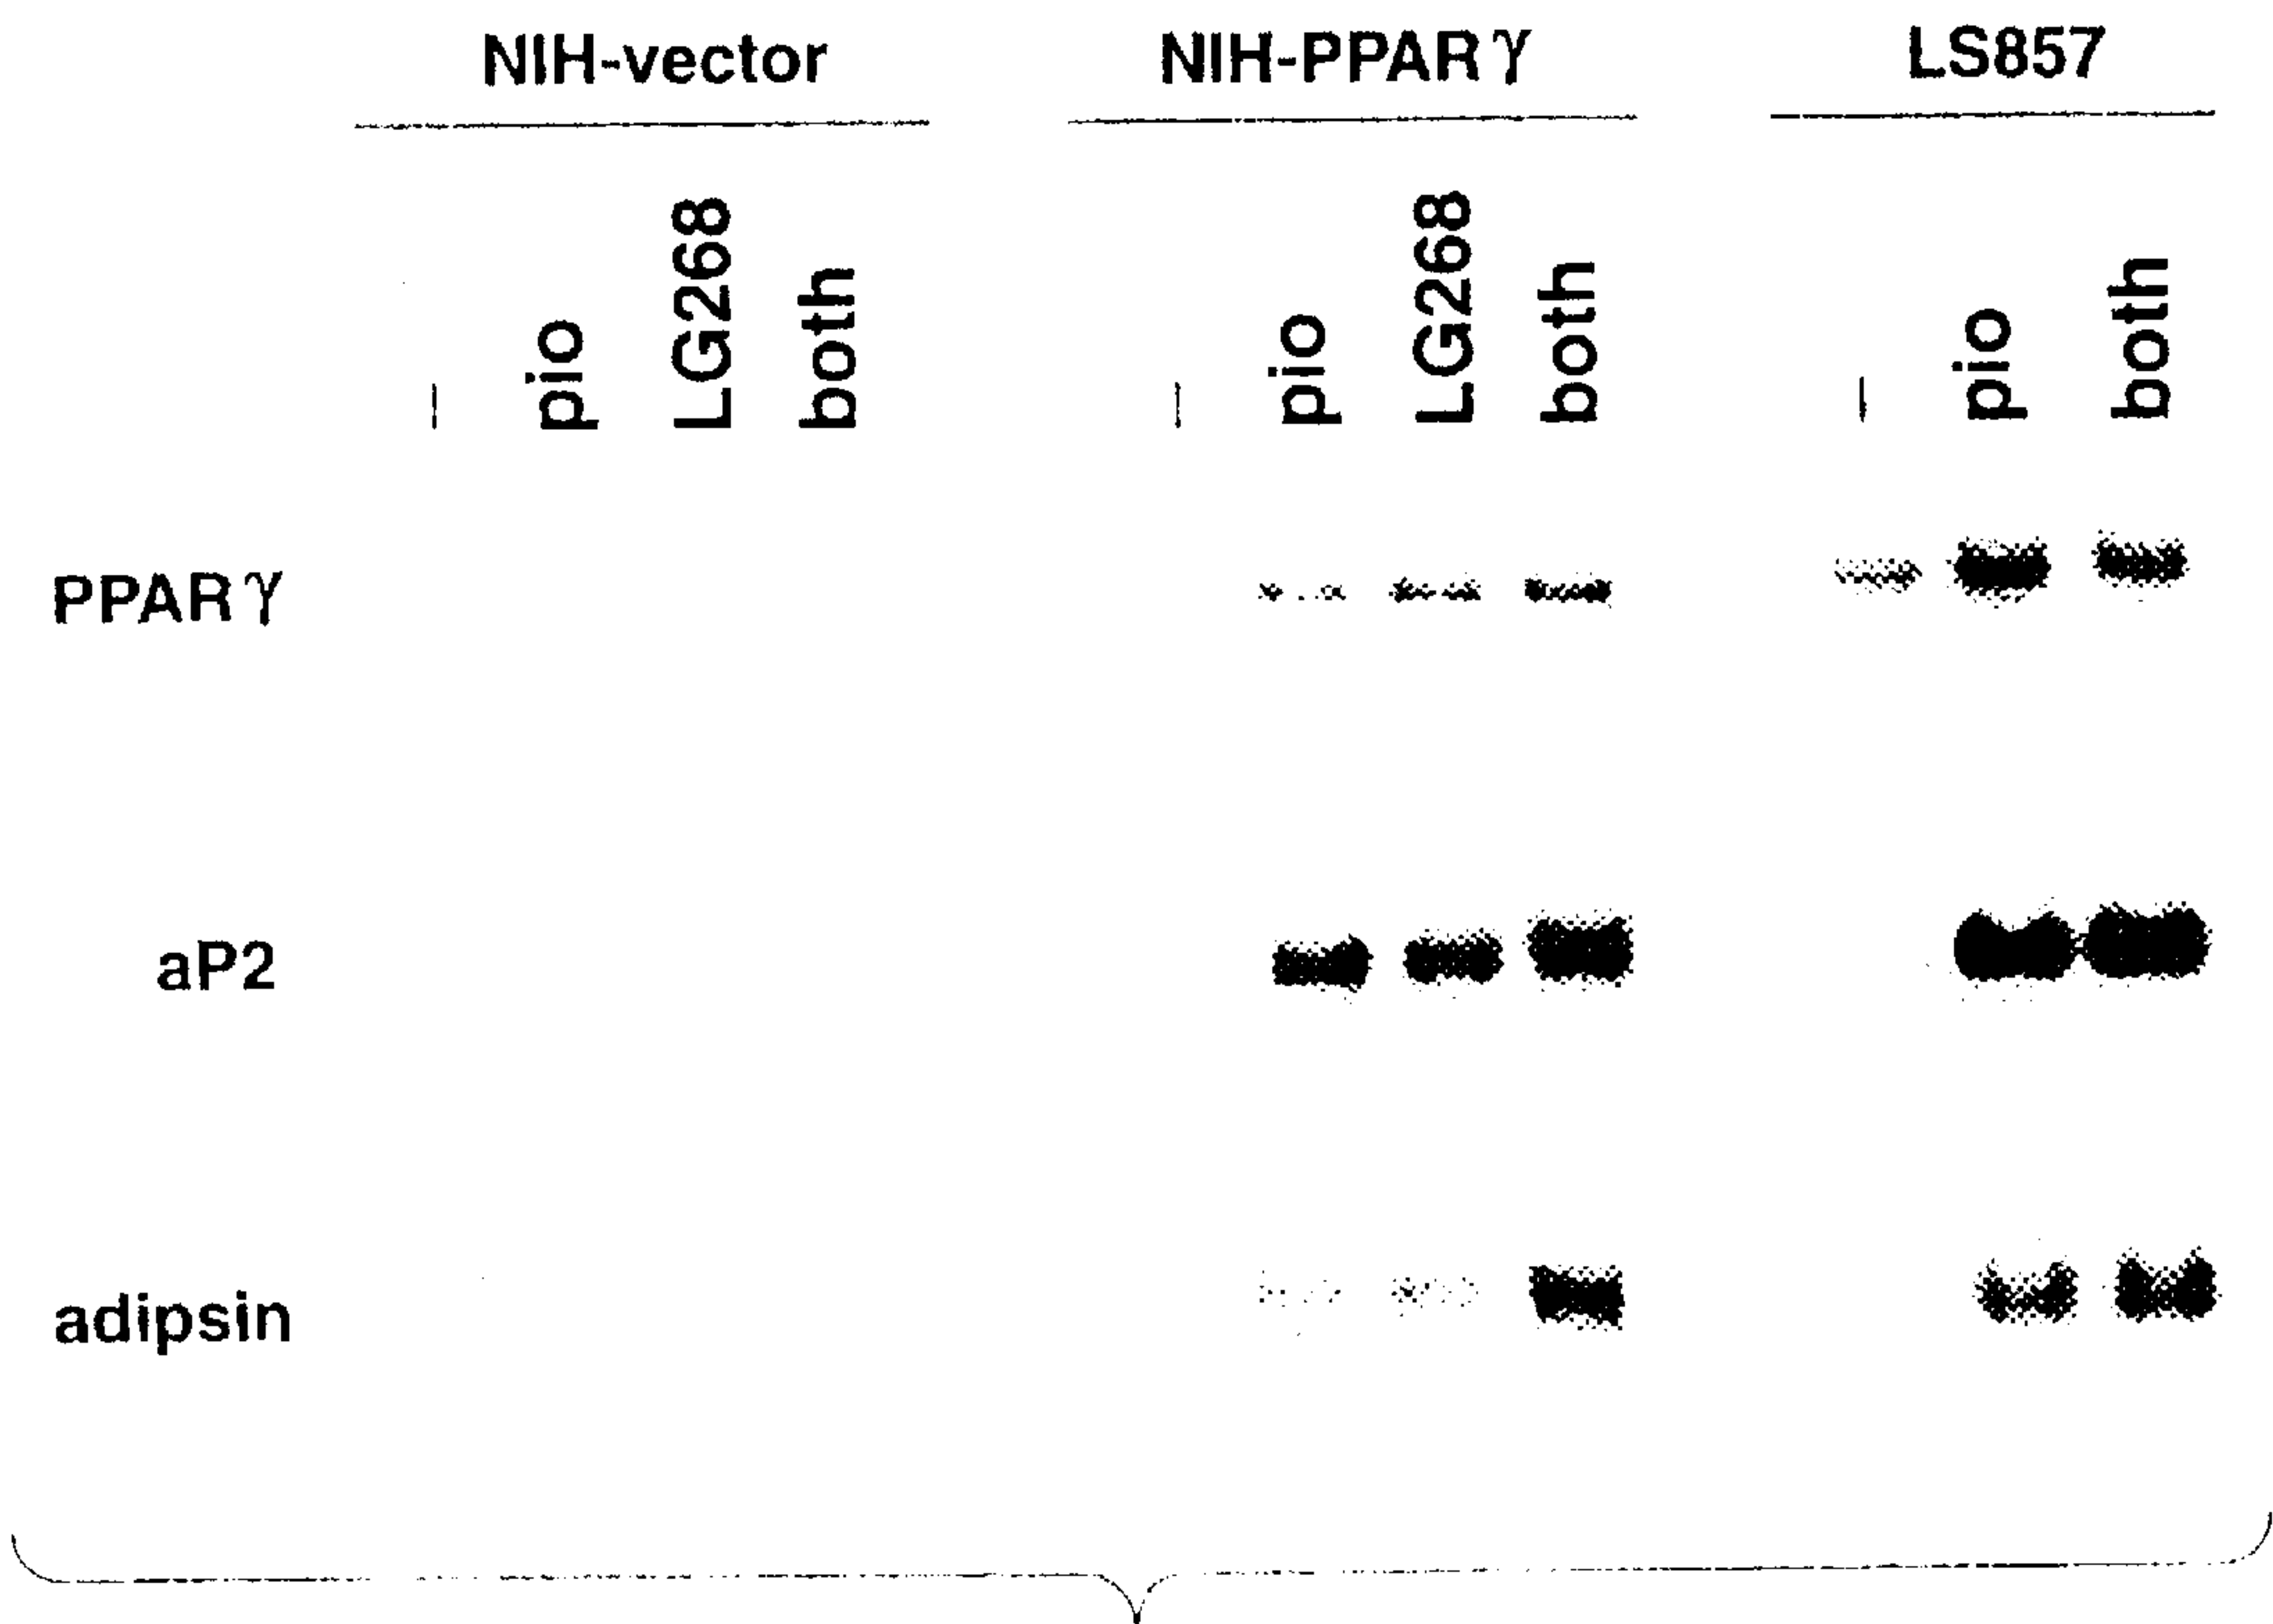 NIH-vector NIH-PPARγ LS857
– pio LG268 both – pio LG268 both – pio both
PPARγ
aP2
adipsin